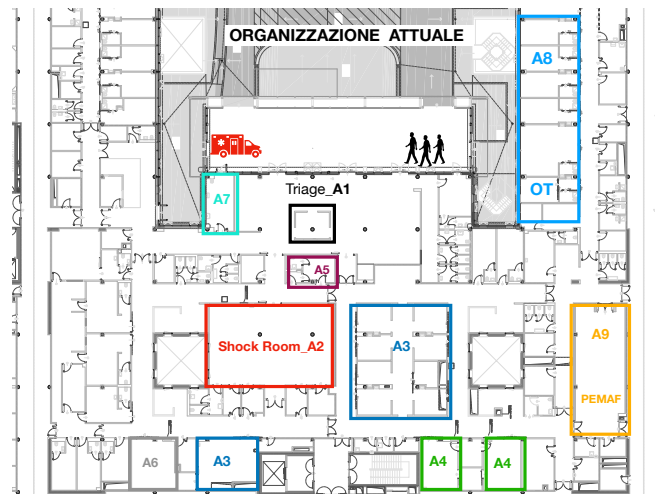 ORGANIZZAZIONE ATTUALE
A8
OT
A7
Triage_A1
A5
Shock Room_A2
A3
A9
PEMAF
A6
A3
A4
A4